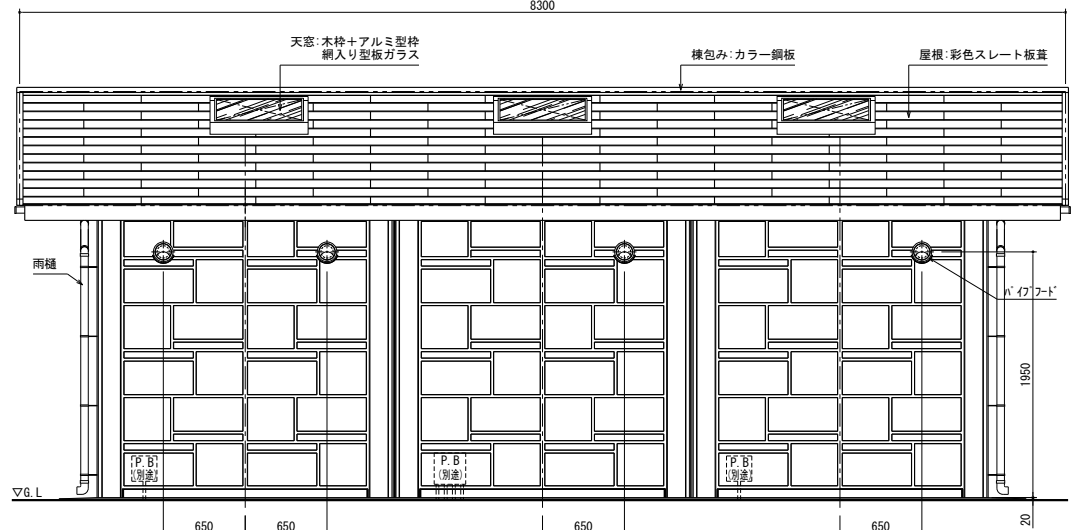 8300
天窓:木枠+アルミ型枠
網入り型板ガラス
棟包み:カラー鋼板
屋根:彩色スレート板葺
雨樋
パイプフード
1950
P.B
(別途)
P.B
(別途)
P.B
(別途)
▽G.L
20
650
650
650
650